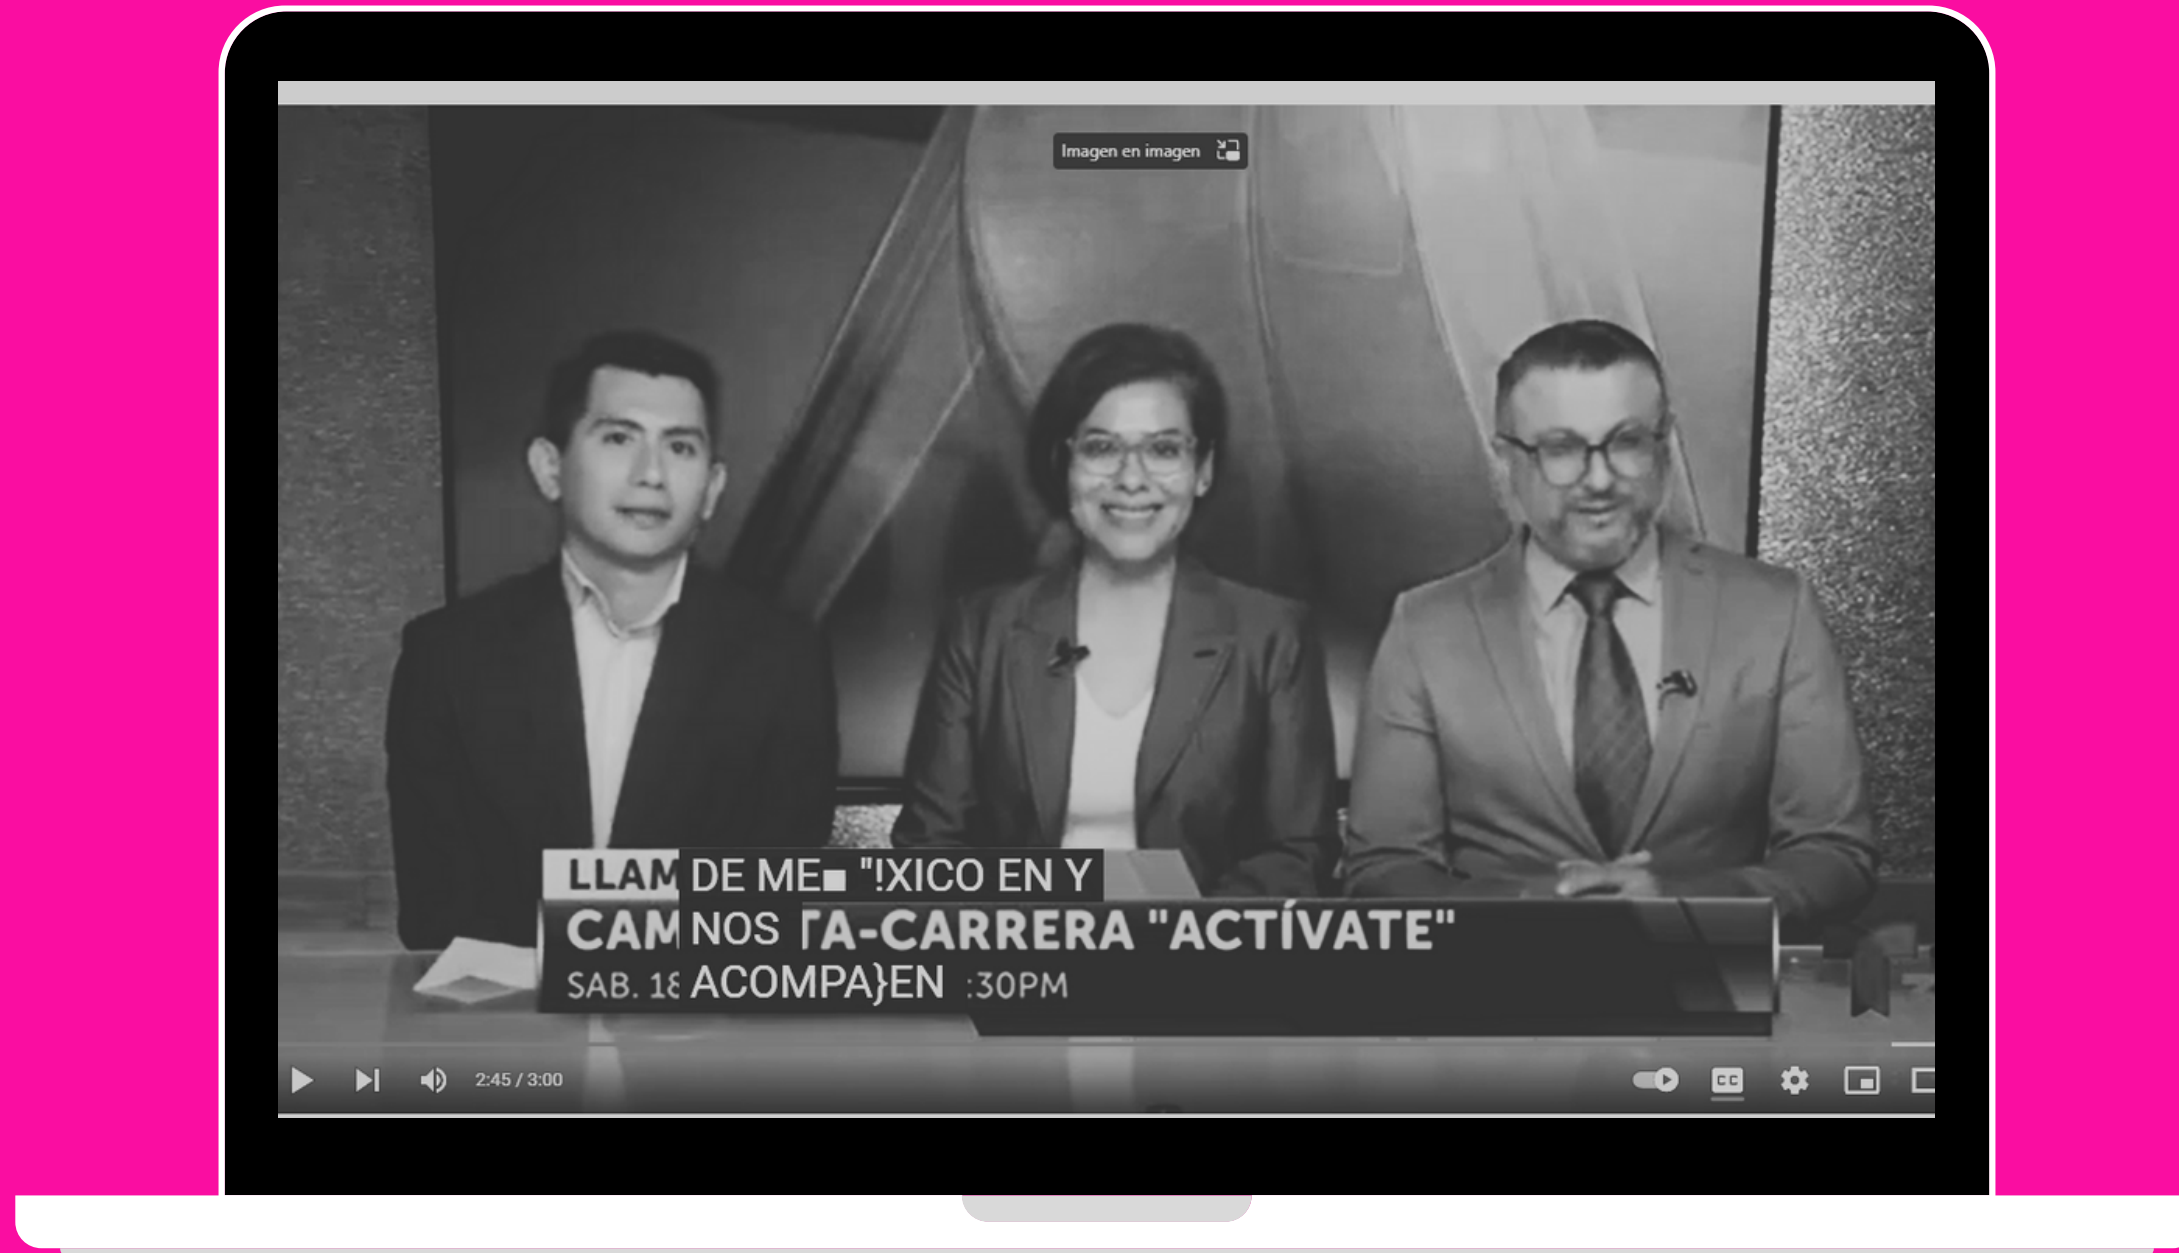 Imagen en imagen
LLAM DE ME■ "!XICO EN Y
CAM NOS TA-CARRERA "ACTÍVATE"
SAB. 18 ACOMPA}EN :30PM
2:45 / 3:00
CC